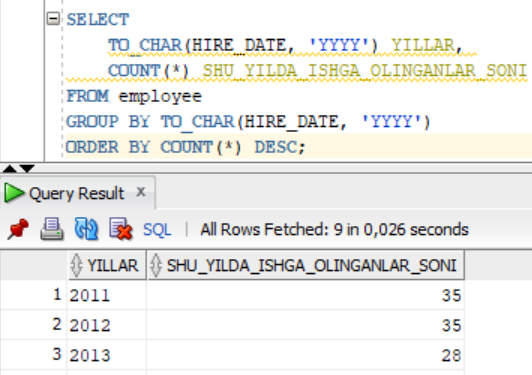 SELECT
TO_CHAR(HIRE_DATE, 'YYYY') YILLAR,
COUNT(*) SHU_YILDA_ISHGA_OLINGANLAR_SONI
FROM employee
GROUP BY TO_CHAR(HIRE_DATE, 'YYYY')
ORDER BY COUNT(*) DESC;
Query Result x
SQL | All Rows Fetched: 9 in 0,026 seconds
YILLAR SHU_YILDA_ISHGA_OLINGANLAR_SONI
1 2011 35
2 2012 35
3 2013 28